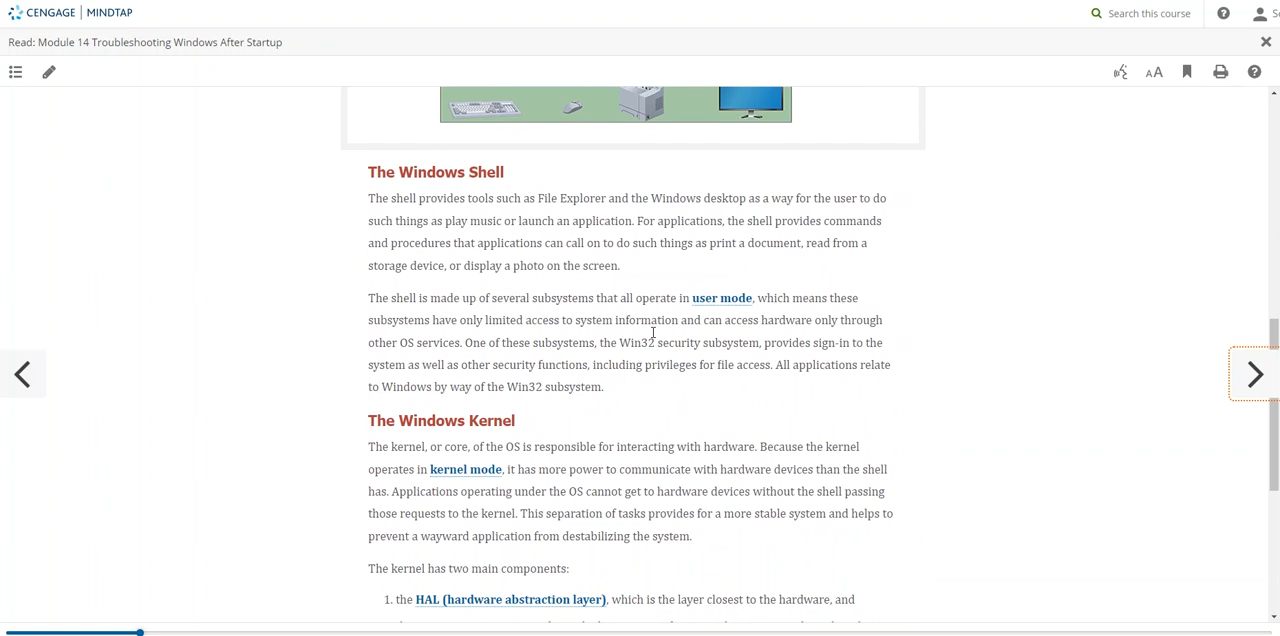 CENGAGE | MINDTAP
Search this course
Read: Module 14 Troubleshooting Windows After Startup
AA
The Windows Shell
The shell provides tools such as File Explorer and the Windows desktop as a way for the user to do
such things as play music or launch an application. For applications, the shell provides commands
and procedures that applications can call on to do such things as print a document, read from a
storage device, or display a photo on the screen.
The shell is made up of several subsystems that all operate in user mode, which means these
subsystems have only limited access to system information and can access hardware only through
other OS services. One of these subsystems, the Win32 security subsystem, provides sign-in to the
system as well as other security functions, including privileges for file access. All applications relate
to Windows by way of the Win32 subsystem.
The Windows Kernel
The kernel, or core, of the OS is responsible for interacting with hardware. Because the kernel
operates in kernel mode, it has more power to communicate with hardware devices than the shell
has. Applications operating under the OS cannot get to hardware devices without the shell passing
those requests to the kernel. This separation of tasks provides for a more stable system and helps to
prevent a wayward application from destabilizing the system.
The kernel has two main components:
1. the HAL (hardware abstraction layer), which is the layer closest to the hardware, and